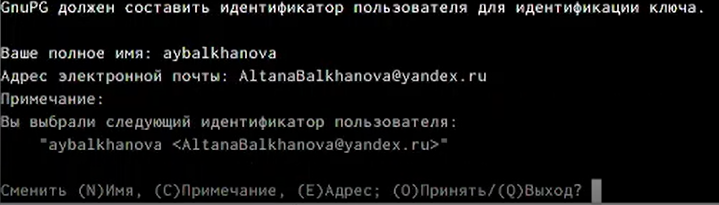 GnuPG должен составить идентификатор пользователя для идентификации ключа.
Ваше полное имя: aybalkhanova
Адрес электронной почты: AltanaBalkhanova@yandex.ru
Примечание:
Вы выбрали следующий идентификатор пользователя:
"aybalkhanova <AltanaBalkhanova@yandex.ru>"
Сменить (N)Имя, (C)Примечание, (E)Адрес; (O)Принять/(Q)Выход?